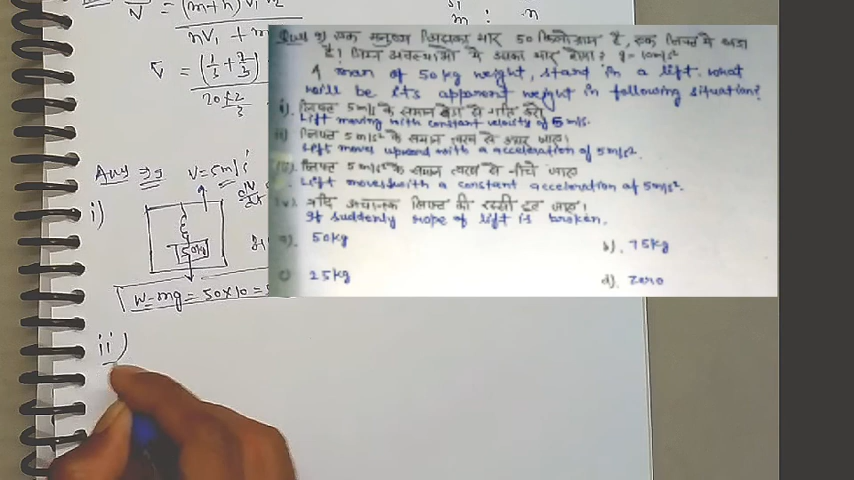 V = (m+n) V₁ V₂
nV₁ + m
m : n
V̄ = (1/3 + 2/3)
20×2/3
Ques 9) एक मनुष्य जिसका भार 50 किलोग्राम है, एक लिफ्ट में खड़ा
है! निम्न अवस्थाओं में उसका भार होगा? g = 10m/s²
A man of 50kg weight, stand in a lift. what
will be its apparent weight in following situation?
i). लिफ्ट 5m/s के समान वेग से गति करे।
Lift moving with constant velocity of 5 m/s.
ii) लिफ्ट 5 m/s² के समान त्वरण से ऊपर जाए।
Lift moves upward with a acceleration of 5m/s².
iii) लिफ्ट 5m/s² के समान त्वरण से नीचे जाए
Lift moves with a constant acceleration of 5m/s².
iv) यदि अचानक लिफ्ट की रस्सी टूट जाए।
If suddenly rope of lift is broken.
a). 50kg
b). 75kg
c) 25kg
d). Zero
Ans
V = 5m/s
i)
50kg
W = mg = 50×10 =
ii)